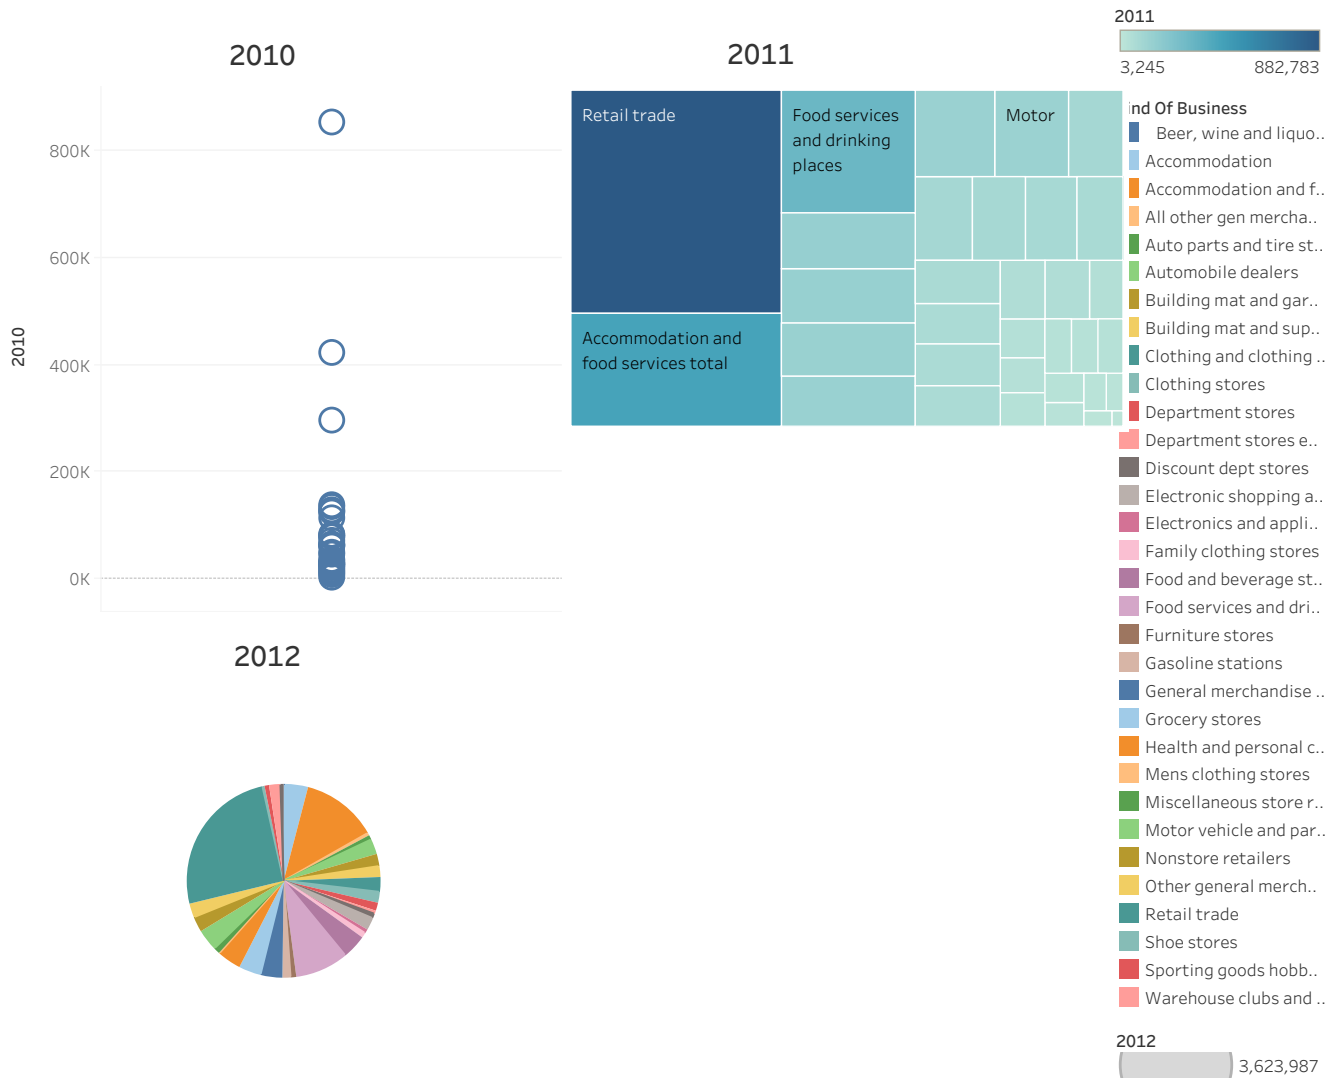 2010
2011
2011
3,245 882,783
800K
600K
400K
200K
0K
2010
Retail trade
Food services
and drinking
places
Motor
Accommodation and
food services total
ind Of Business
Beer, wine and liquo..
Accommodation
Accommodation and f..
All other gen mercha..
Auto parts and tire st..
Automobile dealers
Building mat and gar..
Building mat and sup..
Clothing and clothing ..
Clothing stores
Department stores
Department stores e..
Discount dept stores
Electronic shopping a..
Electronics and appli..
Family clothing stores
Food and beverage st..
Food services and dri..
Furniture stores
Gasoline stations
General merchandise ..
Grocery stores
Health and personal c..
Mens clothing stores
Miscellaneous store r..
Motor vehicle and par..
Nonstore retailers
Other general merch..
Retail trade
Shoe stores
Sporting goods hobb..
Warehouse clubs and ..
2012
2012
3,623,987